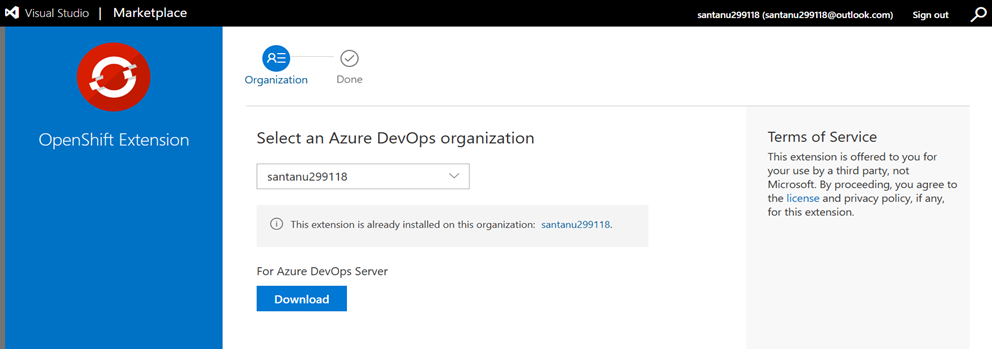 Visual Studio | Marketplace
santanu299118 (santanu299118@outlook.com) Sign out
OpenShift Extension
Organization
Done
Select an Azure DevOps organization
santanu299118
This extension is already installed on this organization: santanu299118.
For Azure DevOps Server
Download
Terms of Service
This extension is offered to you for
your use by a third party, not
Microsoft. By proceeding, you agree to
the license and privacy policy, if any,
for this extension.